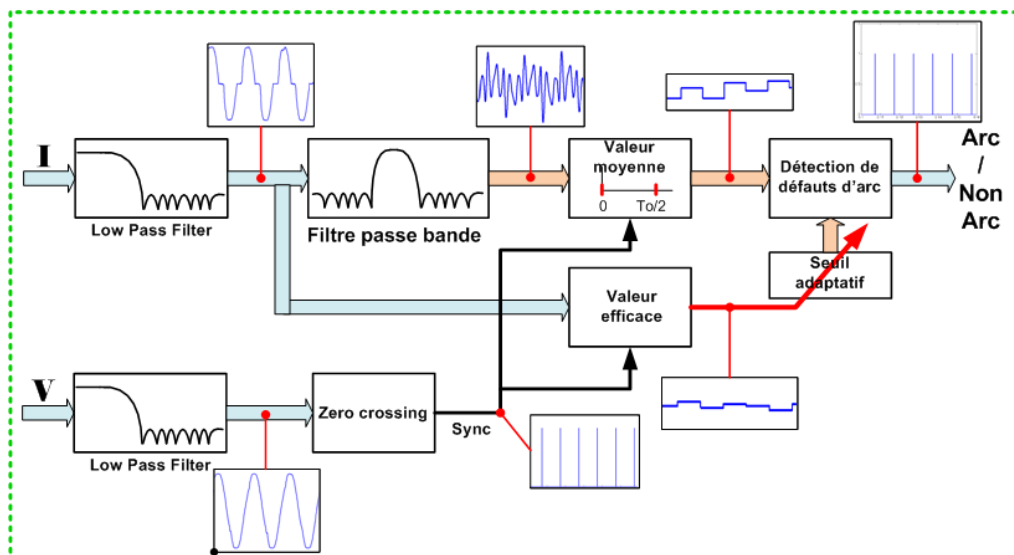 I
Low Pass Filter
Filtre passe bande
Valeur
moyenne
0 To/2
Détection de
défauts d'arc
Arc
/
Non
Arc
Seuil
adaptatif
Valeur
efficace
V
Low Pass Filter
Zero crossing
Sync